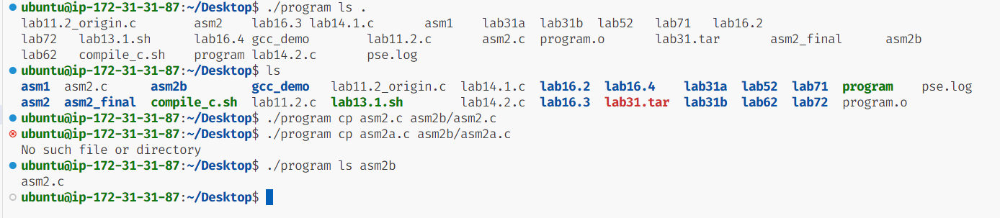 ubuntu@ip-172-31-31-87:~/Desktop$ ./program ls .
lab11.2_origin.c asm2 lab16.3 lab14.1.c asm1 lab31a lab31b lab52 lab71 lab16.2
lab72 lab13.1.sh lab16.4 gcc_demo lab11.2.c asm2.c program.o lab31.tar asm2_final asm2b
lab62 compile_c.sh program lab14.2.c pse.log
ubuntu@ip-172-31-31-87:~/Desktop$ ls
asm1 asm2.c asm2b gcc_demo lab11.2_origin.c lab14.1.c lab16.2 lab16.4 lab31a lab52 lab71 program pse.log
asm2 asm2_final compile_c.sh lab11.2.c lab13.1.sh lab14.2.c lab16.3 lab31.tar lab31b lab62 lab72 program.o
ubuntu@ip-172-31-31-87:~/Desktop$ ./program cp asm2.c asm2b/asm2.c
ubuntu@ip-172-31-31-87:~/Desktop$ ./program cp asm2a.c asm2b/asm2a.c
No such file or directory
ubuntu@ip-172-31-31-87:~/Desktop$ ./program ls asm2b
asm2.c
ubuntu@ip-172-31-31-87:~/Desktop$